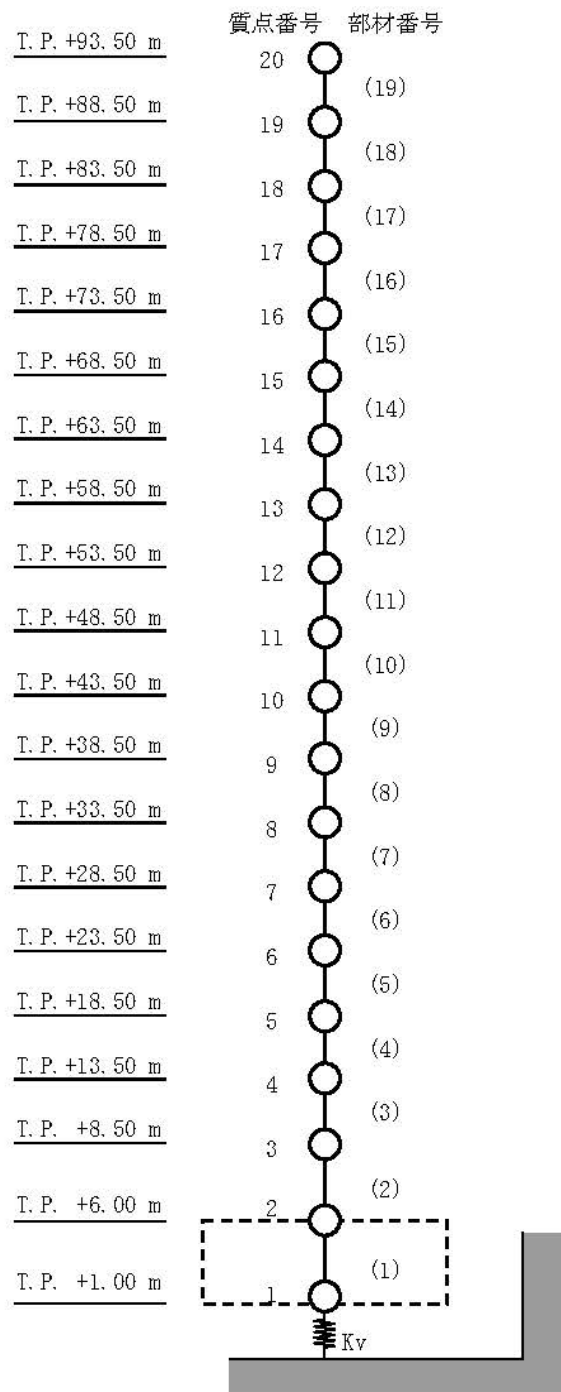 質点番号 部材番号
T.P. +93.50 m 20
(19)
T.P. +88.50 m 19
(18)
T.P. +83.50 m 18
(17)
T.P. +78.50 m 17
(16)
T.P. +73.50 m 16
(15)
T.P. +68.50 m 15
(14)
T.P. +63.50 m 14
(13)
T.P. +58.50 m 13
(12)
T.P. +53.50 m 12
(11)
T.P. +48.50 m 11
(10)
T.P. +43.50 m 10
(9)
T.P. +38.50 m 9
(8)
T.P. +33.50 m 8
(7)
T.P. +28.50 m 7
(6)
T.P. +23.50 m 6
(5)
T.P. +18.50 m 5
(4)
T.P. +13.50 m 4
(3)
T.P. +8.50 m 3
(2)
T.P. +6.00 m 2
(1)
T.P. +1.00 m 1
Kv